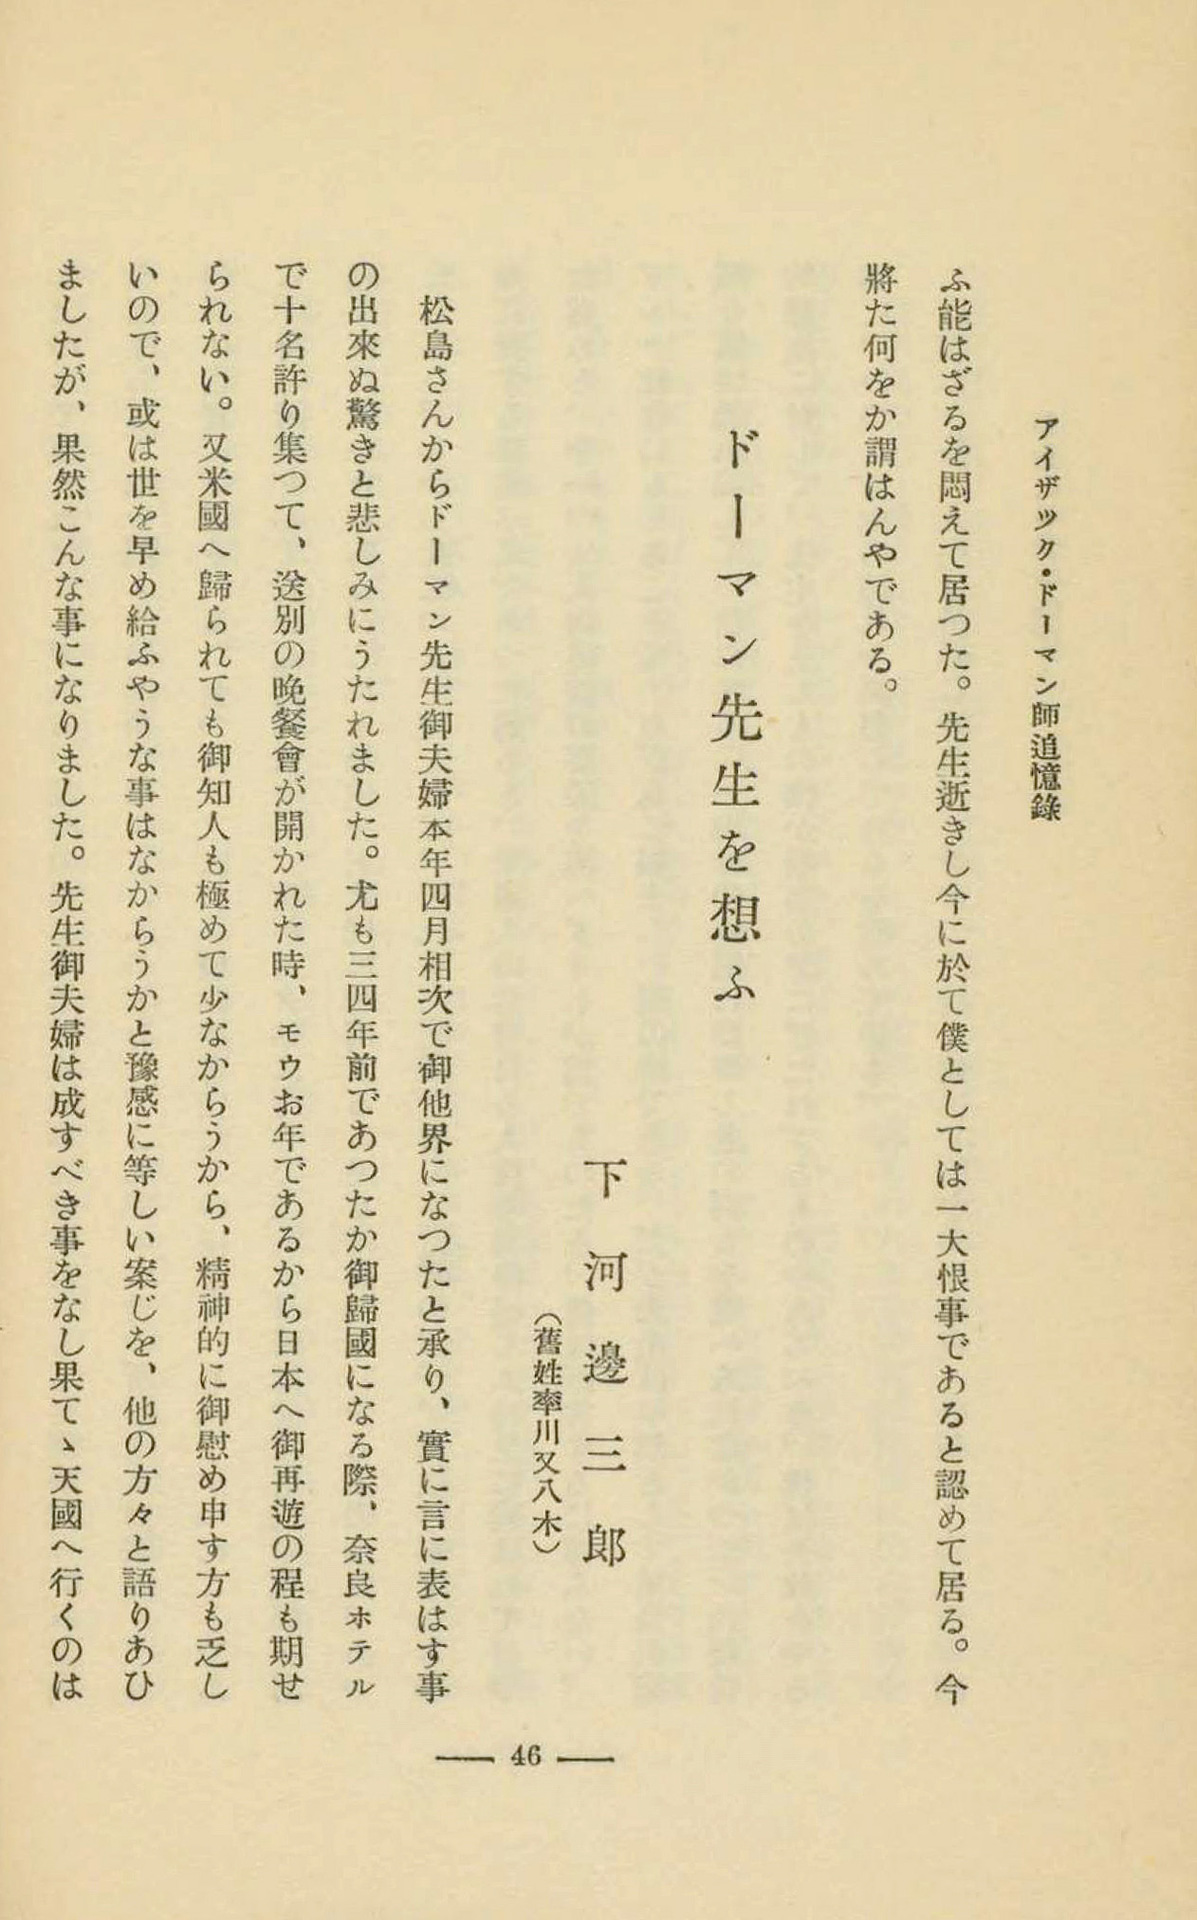 アイザック・ドーマン師追憶錄
ふ能はざるを悶えて居つた。先生逝きし今に於て僕としては一大恨事であると認めて居る。今
將た何をか謂はんやである。
ドーマン先生を想ふ
下河邊三郎
（舊姓率川又八木）
松島さんからドーマン先生御夫婦本年四月相次で御他界になつたと承り、實に言に表はす事
の出來ぬ驚きと悲しみにうたれました。尤も三四年前であつたか御歸國になる際、奈良ホテル
で十名許り集つて、送別の晩餐會が開かれた時、モウお年であるから日本へ御再遊の程も期せ
られない。又米國へ歸られても御知人も極めて少なからうから、精神的に御慰め申す方も乏し
いので、或は世を早め給ふやうな事はなからうかと豫感に等しい案じを、他の方々と語りあひ
ましたが、果然こんな事になりました。先生御夫婦は成すべき事をなし果てゝ天國へ行くのは
— 46 —